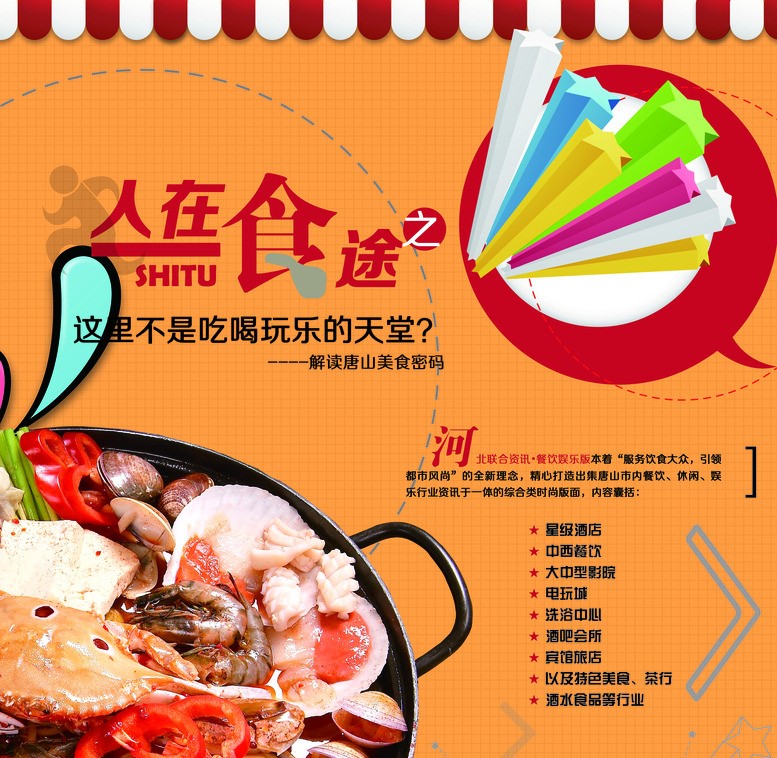 人在食途之
SHITU
这里不是吃喝玩乐的天堂？
----解读唐山美食密码
河北联合资讯·餐饮娱乐版本着“服务饮食大众，引领
都市风尚”的全新理念，精心打造出集唐山市内餐饮、休闲、娱
乐行业资讯于一体的综合类时尚版面，内容囊括：
★ 星级酒店
★ 中西餐饮
★ 大中型影院
★ 电玩城
★ 洗浴中心
★ 酒吧会所
★ 宾馆旅店
★ 以及特色美食、茶行
★ 酒水食品等行业